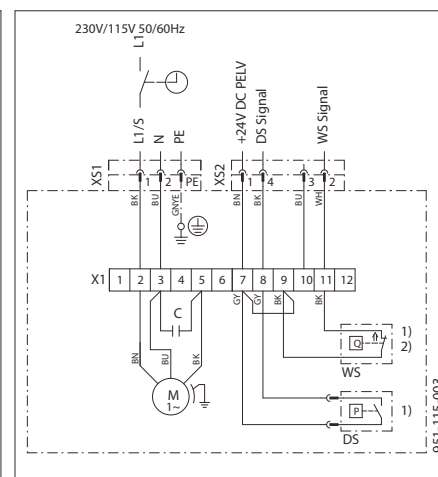 230V/115V 50/60Hz
L1
L1/S
N
PE
+24V DC PELV
DS Signal
WS Signal
XS1
1
2
PE
XS2
1
4
3
2
BK
BU
GNYE
BN
BK
BU
WH
X1
1 2 3 4 5 6 7 8 9 10 11 12
C
GY
GY
BK
BK
BN
BU
BK
M
1~
Q
1)
2)
WS
P
1)
DS
951-115-003